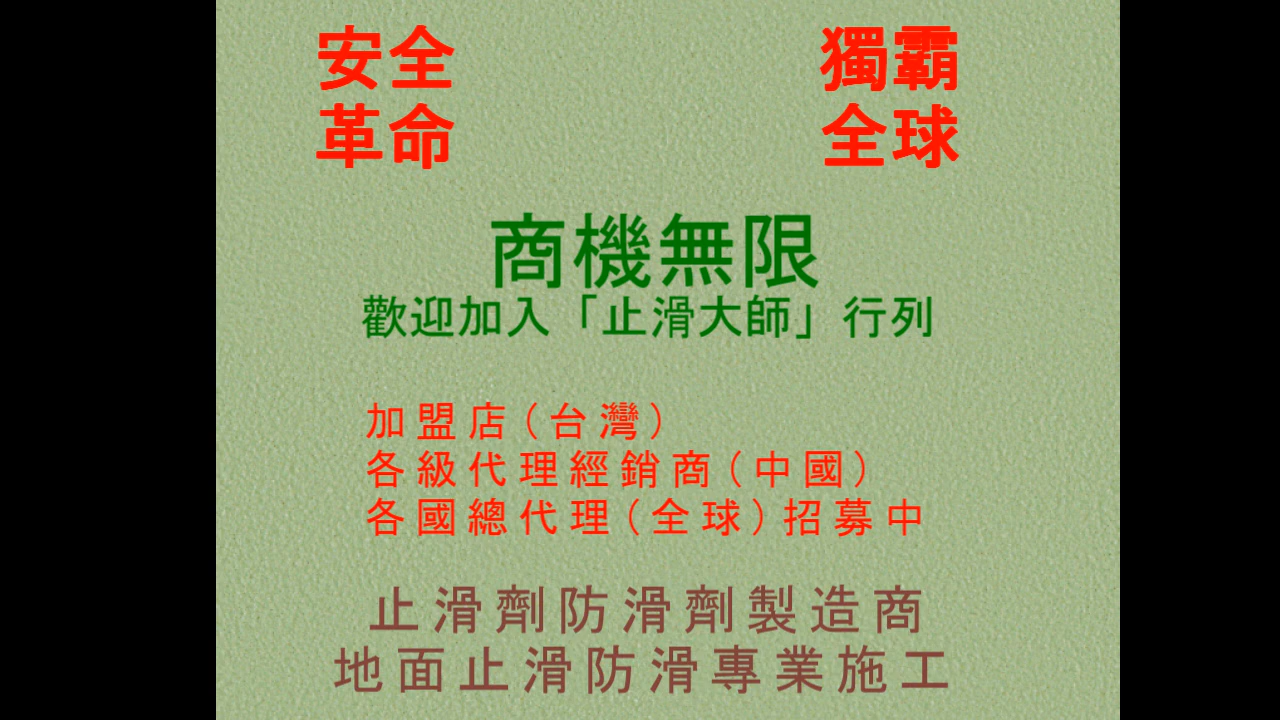 安全 獨霸
革命 全球
商機無限
歡迎加入「止滑大師」行列
加盟店(台灣)
各級代理經銷商(中國)
各國總代理(全球)招募中
止滑劑防滑劑製造商
地面止滑防滑專業施工